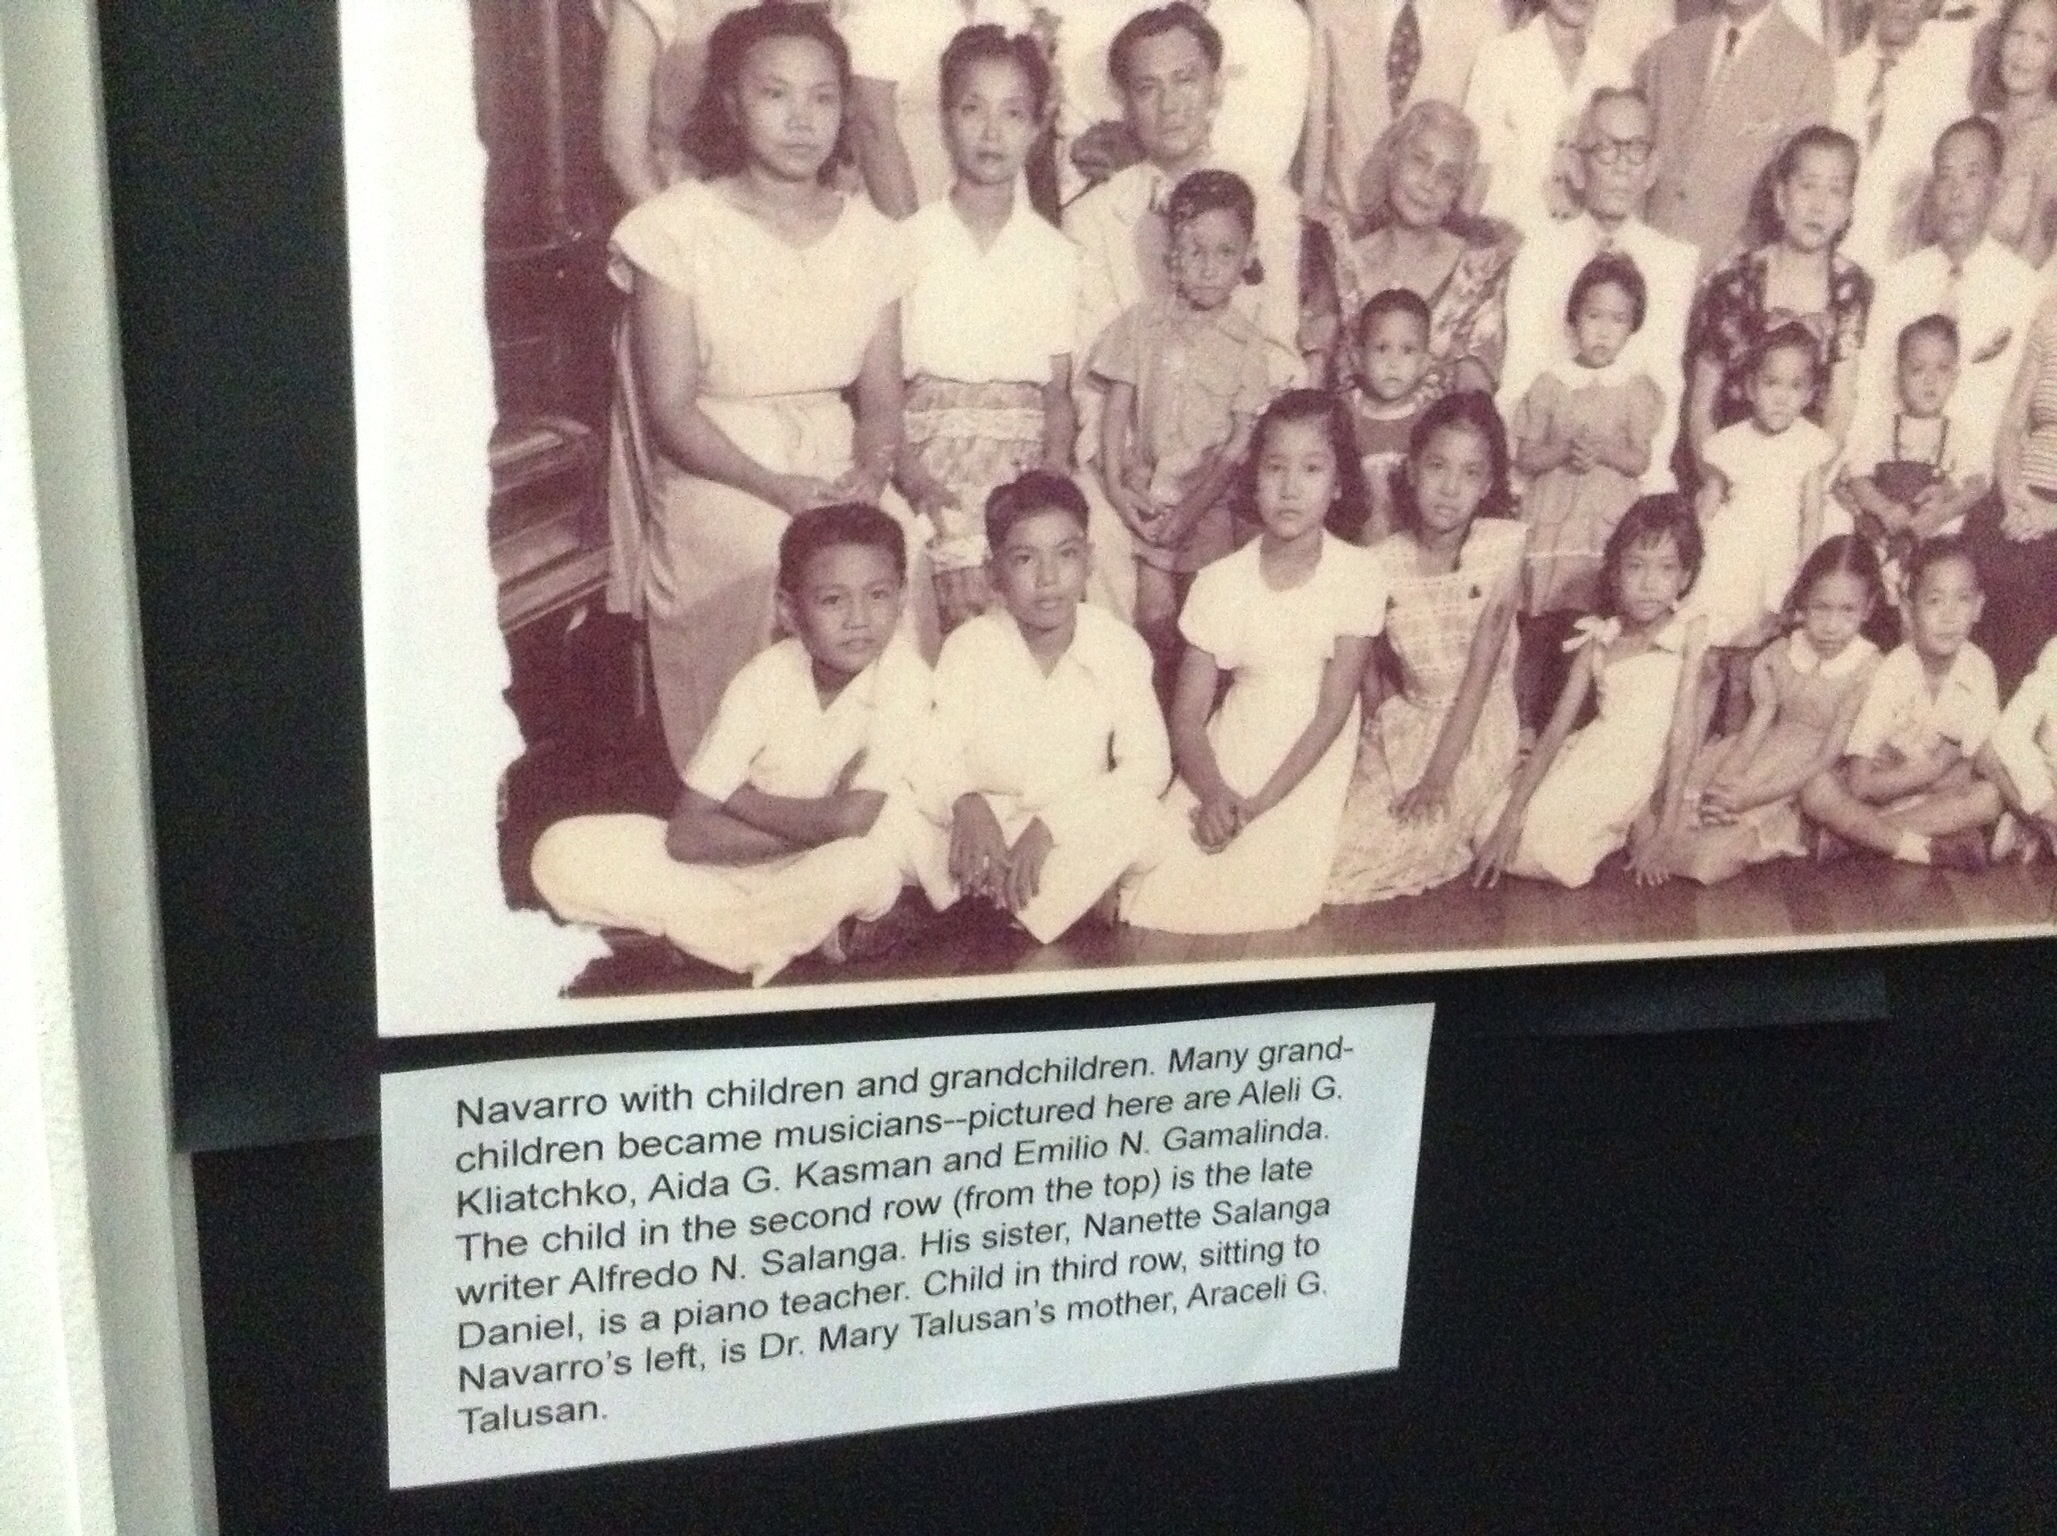 Navarro with children and grandchildren. Many grand-
children became musicians--pictured here are Aleli G.
Kliatchko, Aida G. Kasman and Emilio N. Gamalinda.
The child in the second row (from the top) is the late
writer Alfredo N. Salanga. His sister, Nanette Salanga
Daniel, is a piano teacher. Child in third row, sitting to
Navarro's left, is Dr. Mary Talusan's mother, Araceli G.
Talusan.